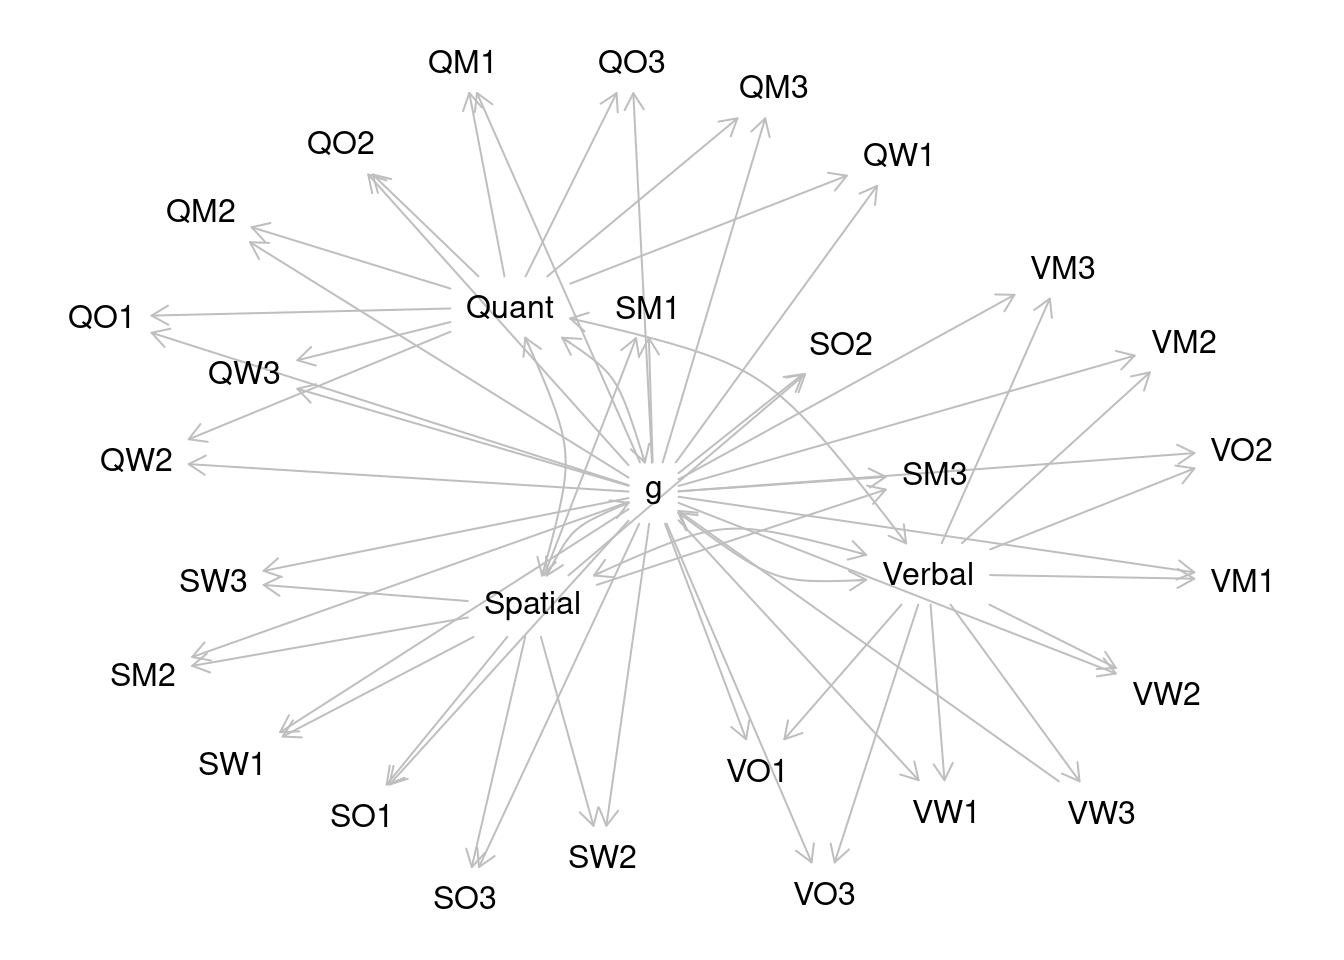 QM1
QO3
QM3
QO2
QW1
QM2
VM3
Quant
SM1
QO1
VM2
SO2
QW3
VO2
QW2
SM3
g
Verbal
SW3
VM1
Spatial
SM2
VW2
SW1
VO1
VW1
VW3
SO1
SW2
VO3
SO3